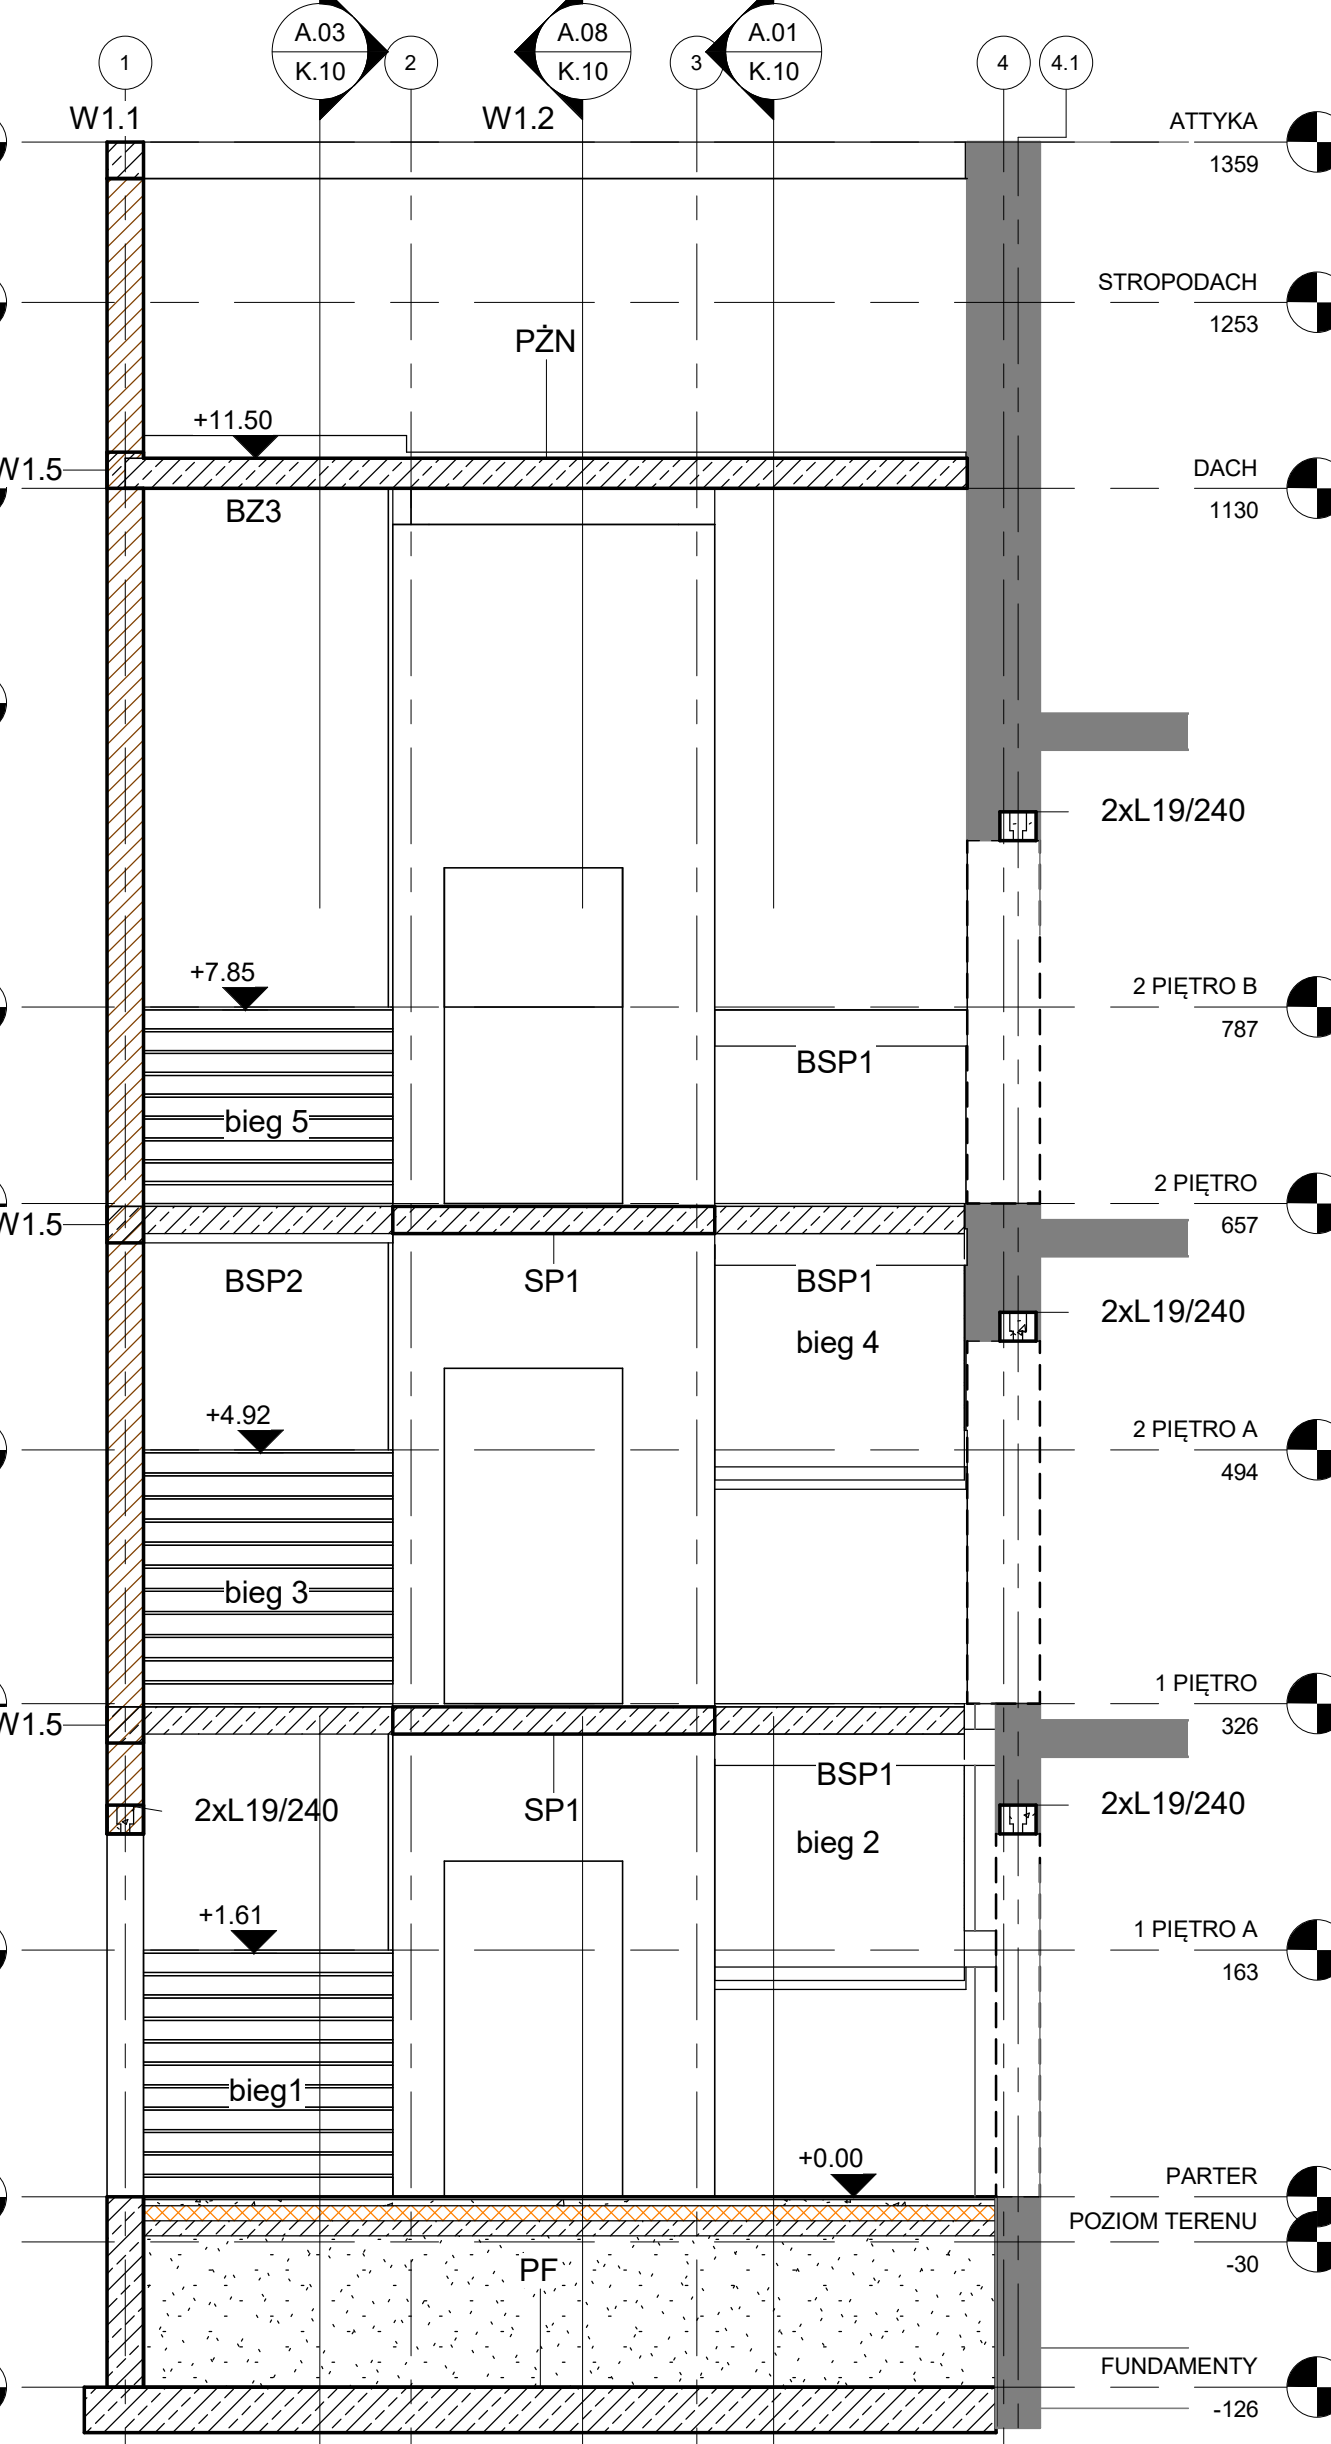 A.03
K.10
A.08
K.10
A.01
K.10
1
2
3
4
4.1
W1.1
W1.2
ATTYKA
1359
STROPODACH
1253
PŻN
+11.50
W1.5
DACH
1130
BZ3
2xL19/240
+7.85
2 PIĘTRO B
787
BSP1
bieg 5
2 PIĘTRO
657
W1.5
BSP2
SP1
BSP1
2xL19/240
bieg 4
+4.92
2 PIĘTRO A
494
bieg 3
1 PIĘTRO
326
W1.5
BSP1
2xL19/240
SP1
2xL19/240
bieg 2
+1.61
1 PIĘTRO A
163
bieg1
+0.00
PARTER
POZIOM TERENU
-30
PF
FUNDAMENTY
-126